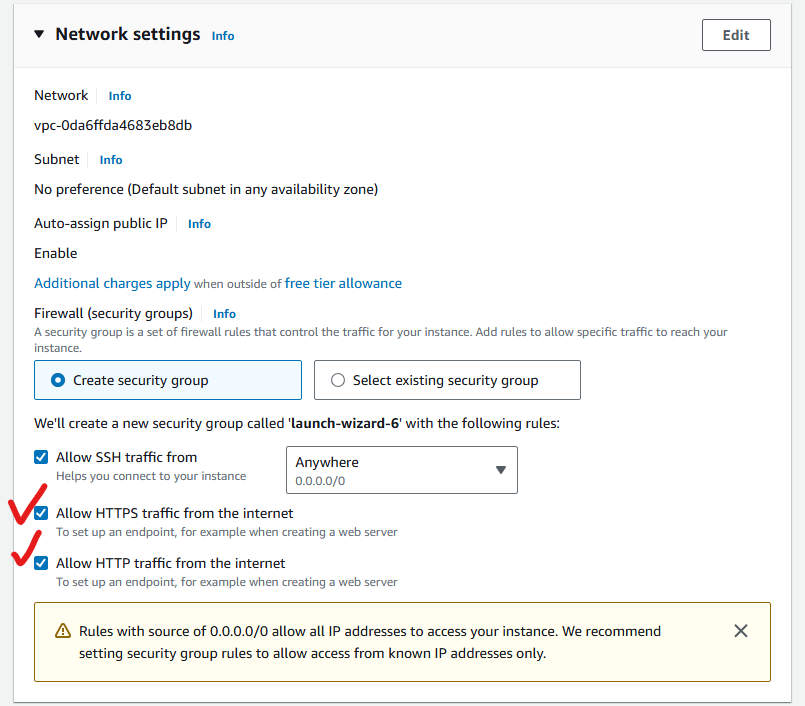 Network settings Info
Edit
Network Info
vpc-0da6ffda4683eb8db
Subnet Info
No preference (Default subnet in any availability zone)
Auto-assign public IP Info
Enable
Additional charges apply when outside of free tier allowance
Firewall (security groups) Info
A security group is a set of firewall rules that control the traffic for your instance. Add rules to allow specific traffic to reach your
instance.
Create security group
Select existing security group
We'll create a new security group called 'launch-wizard-6' with the following rules:
Allow SSH traffic from
Helps you connect to your instance
Anywhere
0.0.0.0/0
Allow HTTPS traffic from the internet
To set up an endpoint, for example when creating a web server
Allow HTTP traffic from the internet
To set up an endpoint, for example when creating a web server
Rules with source of 0.0.0.0/0 allow all IP addresses to access your instance. We recommend
setting security group rules to allow access from known IP addresses only.